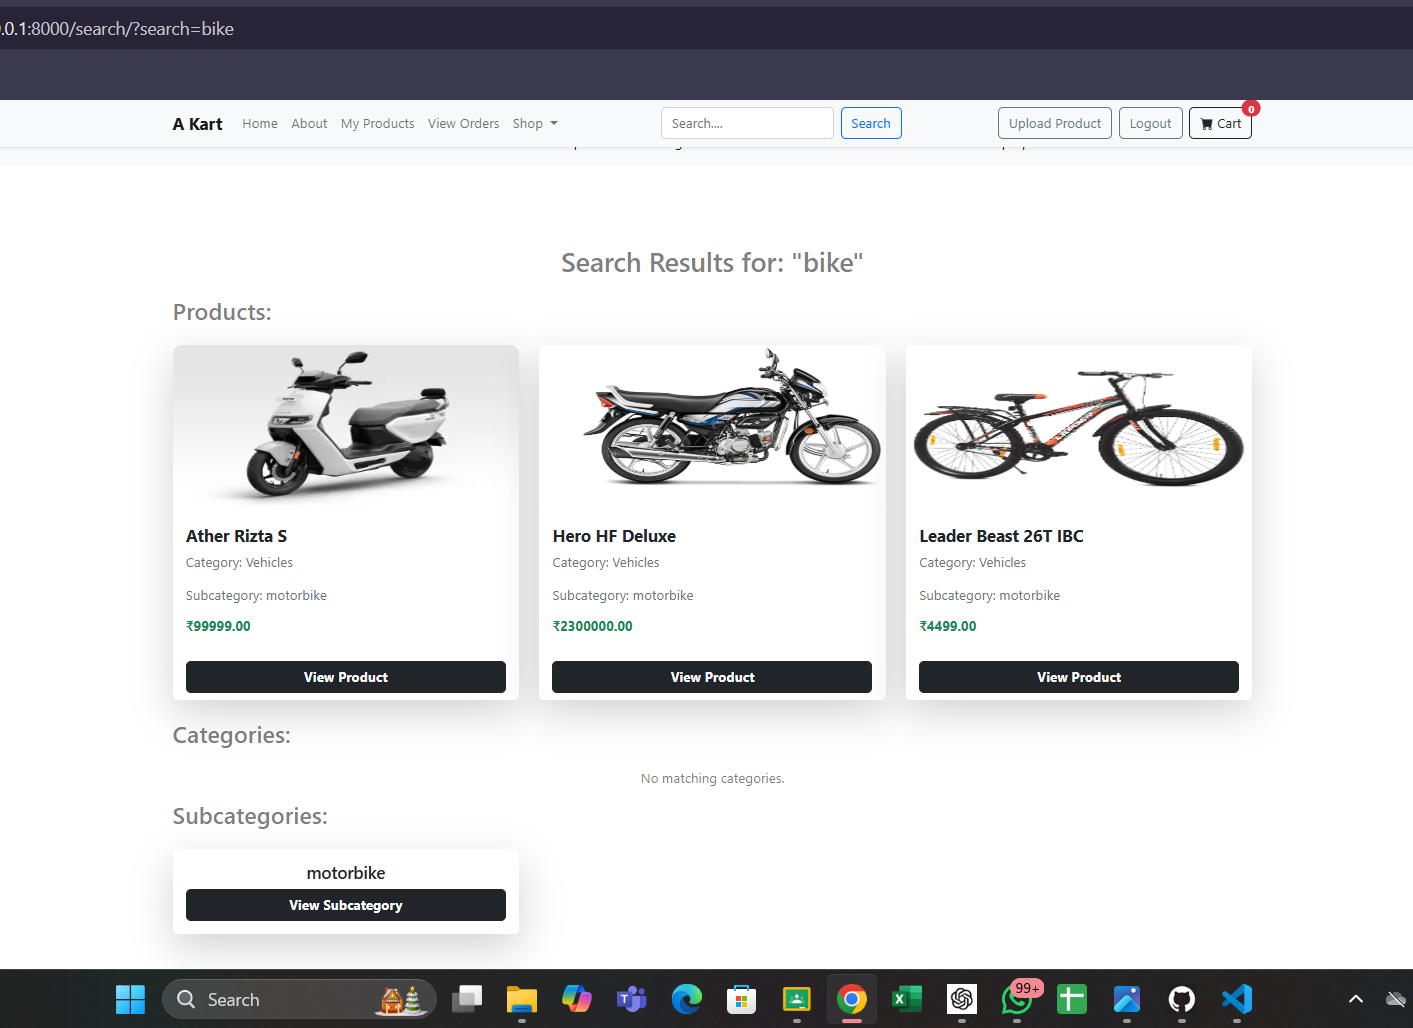 .0.1:8000/search/?search=bike
A Kart Home About My Products View Orders Shop Search.... Search Upload Product Logout Cart 0
Search Results for: "bike"
Products:
Ather Rizta S
Category: Vehicles
Subcategory: motorbike
₹99999.00
View Product
Hero HF Deluxe
Category: Vehicles
Subcategory: motorbike
₹2300000.00
View Product
Leader Beast 26T IBC
Category: Vehicles
Subcategory: motorbike
₹4499.00
View Product
Categories:
No matching categories.
Subcategories:
motorbike
View Subcategory
Search 99+